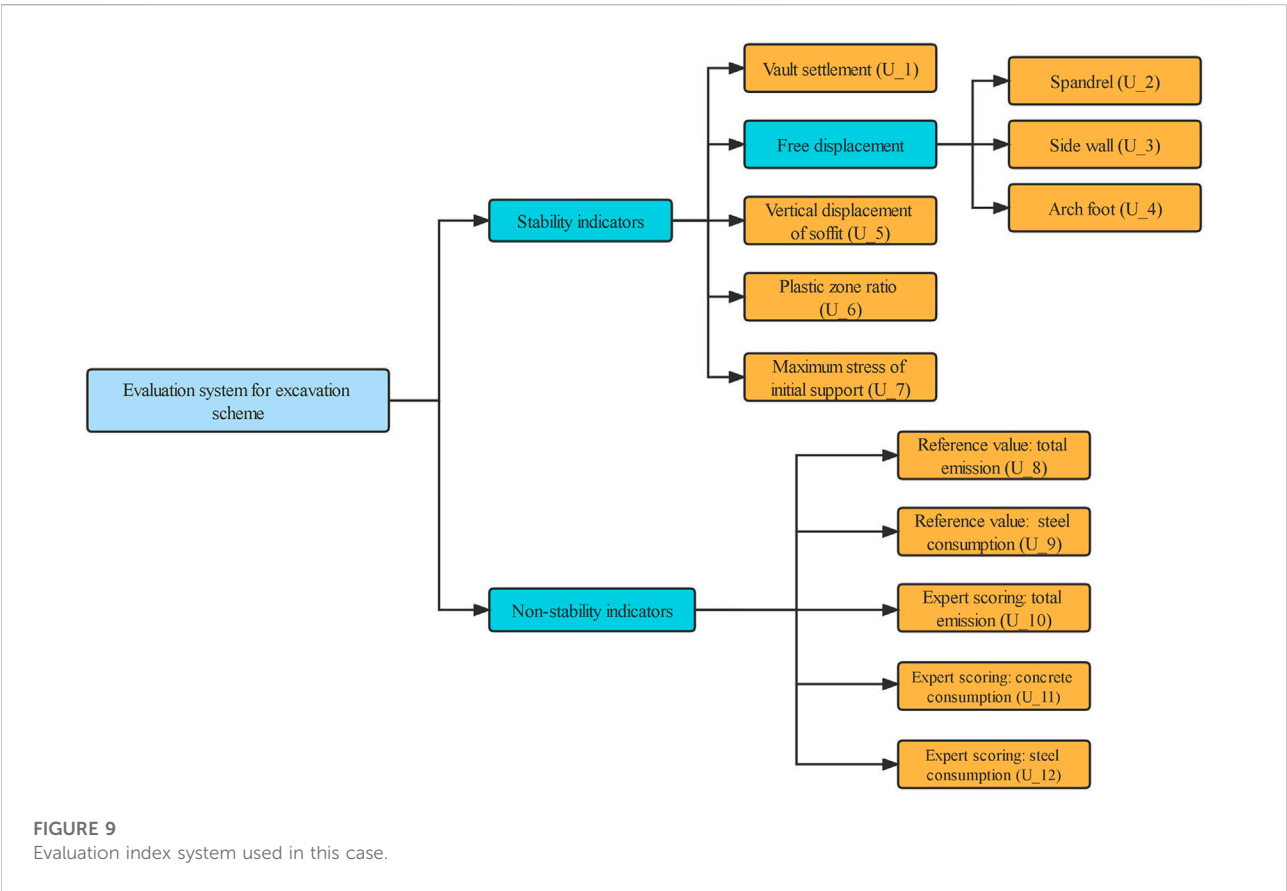 Vault settlement (U_1)
Spandrel (U_2)
Free displacement
Side wall (U_3)
Arch foot (U_4)
Stability indicators
Vertical displacement
of soffit (U_5)
Plastic zone ratio
(U_6)
Maximum stress of
initial support (U_7)
Evaluation system for excavation
scheme
Reference value: total
emission (U_8)
Reference value: steel
consumption (U_9)
Non-stability indicators
Expert scoring: total
emission (U_10)
Expert scoring: concrete
consumption (U_11)
Expert scoring: steel
consumption (U_12)
FIGURE 9
Evaluation index system used in this case.